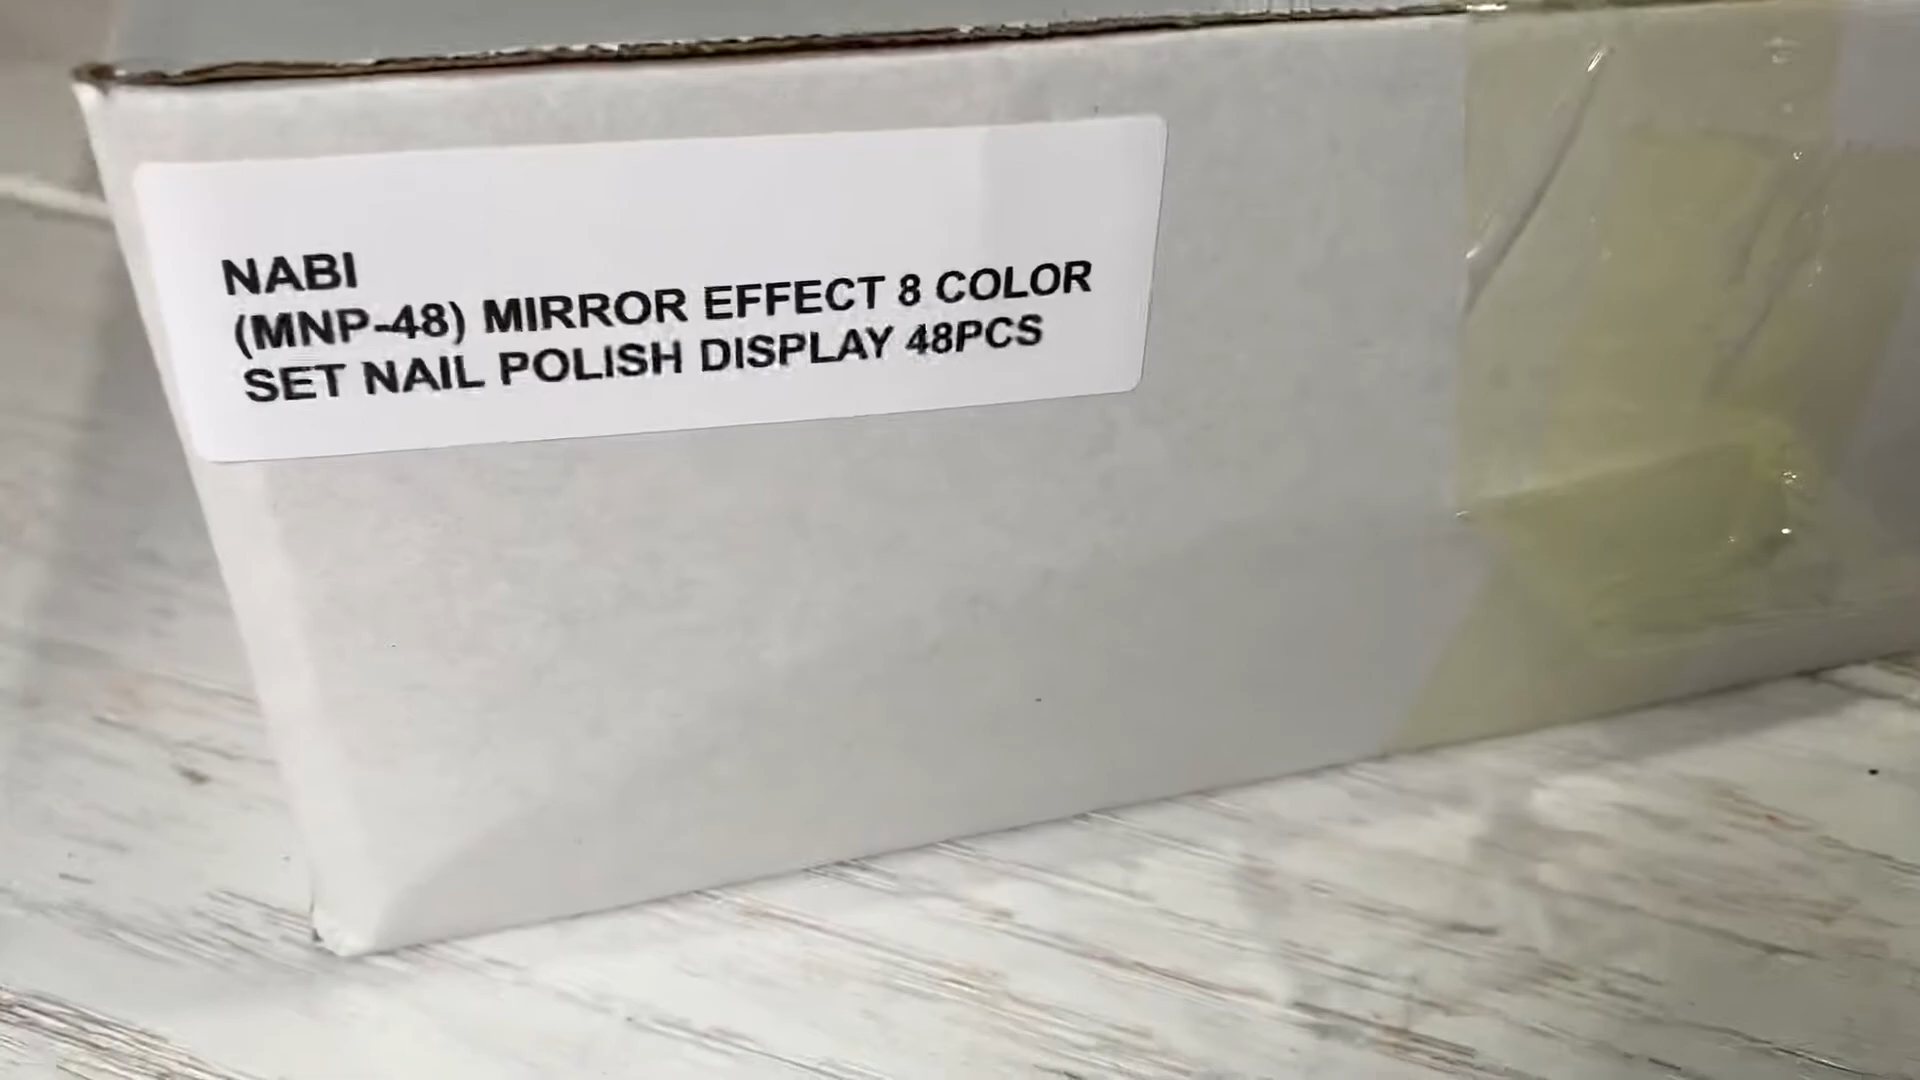 NABI
(MNP-48) MIRROR EFFECT 8 COLOR
SET NAIL POLISH DISPLAY 48PCS